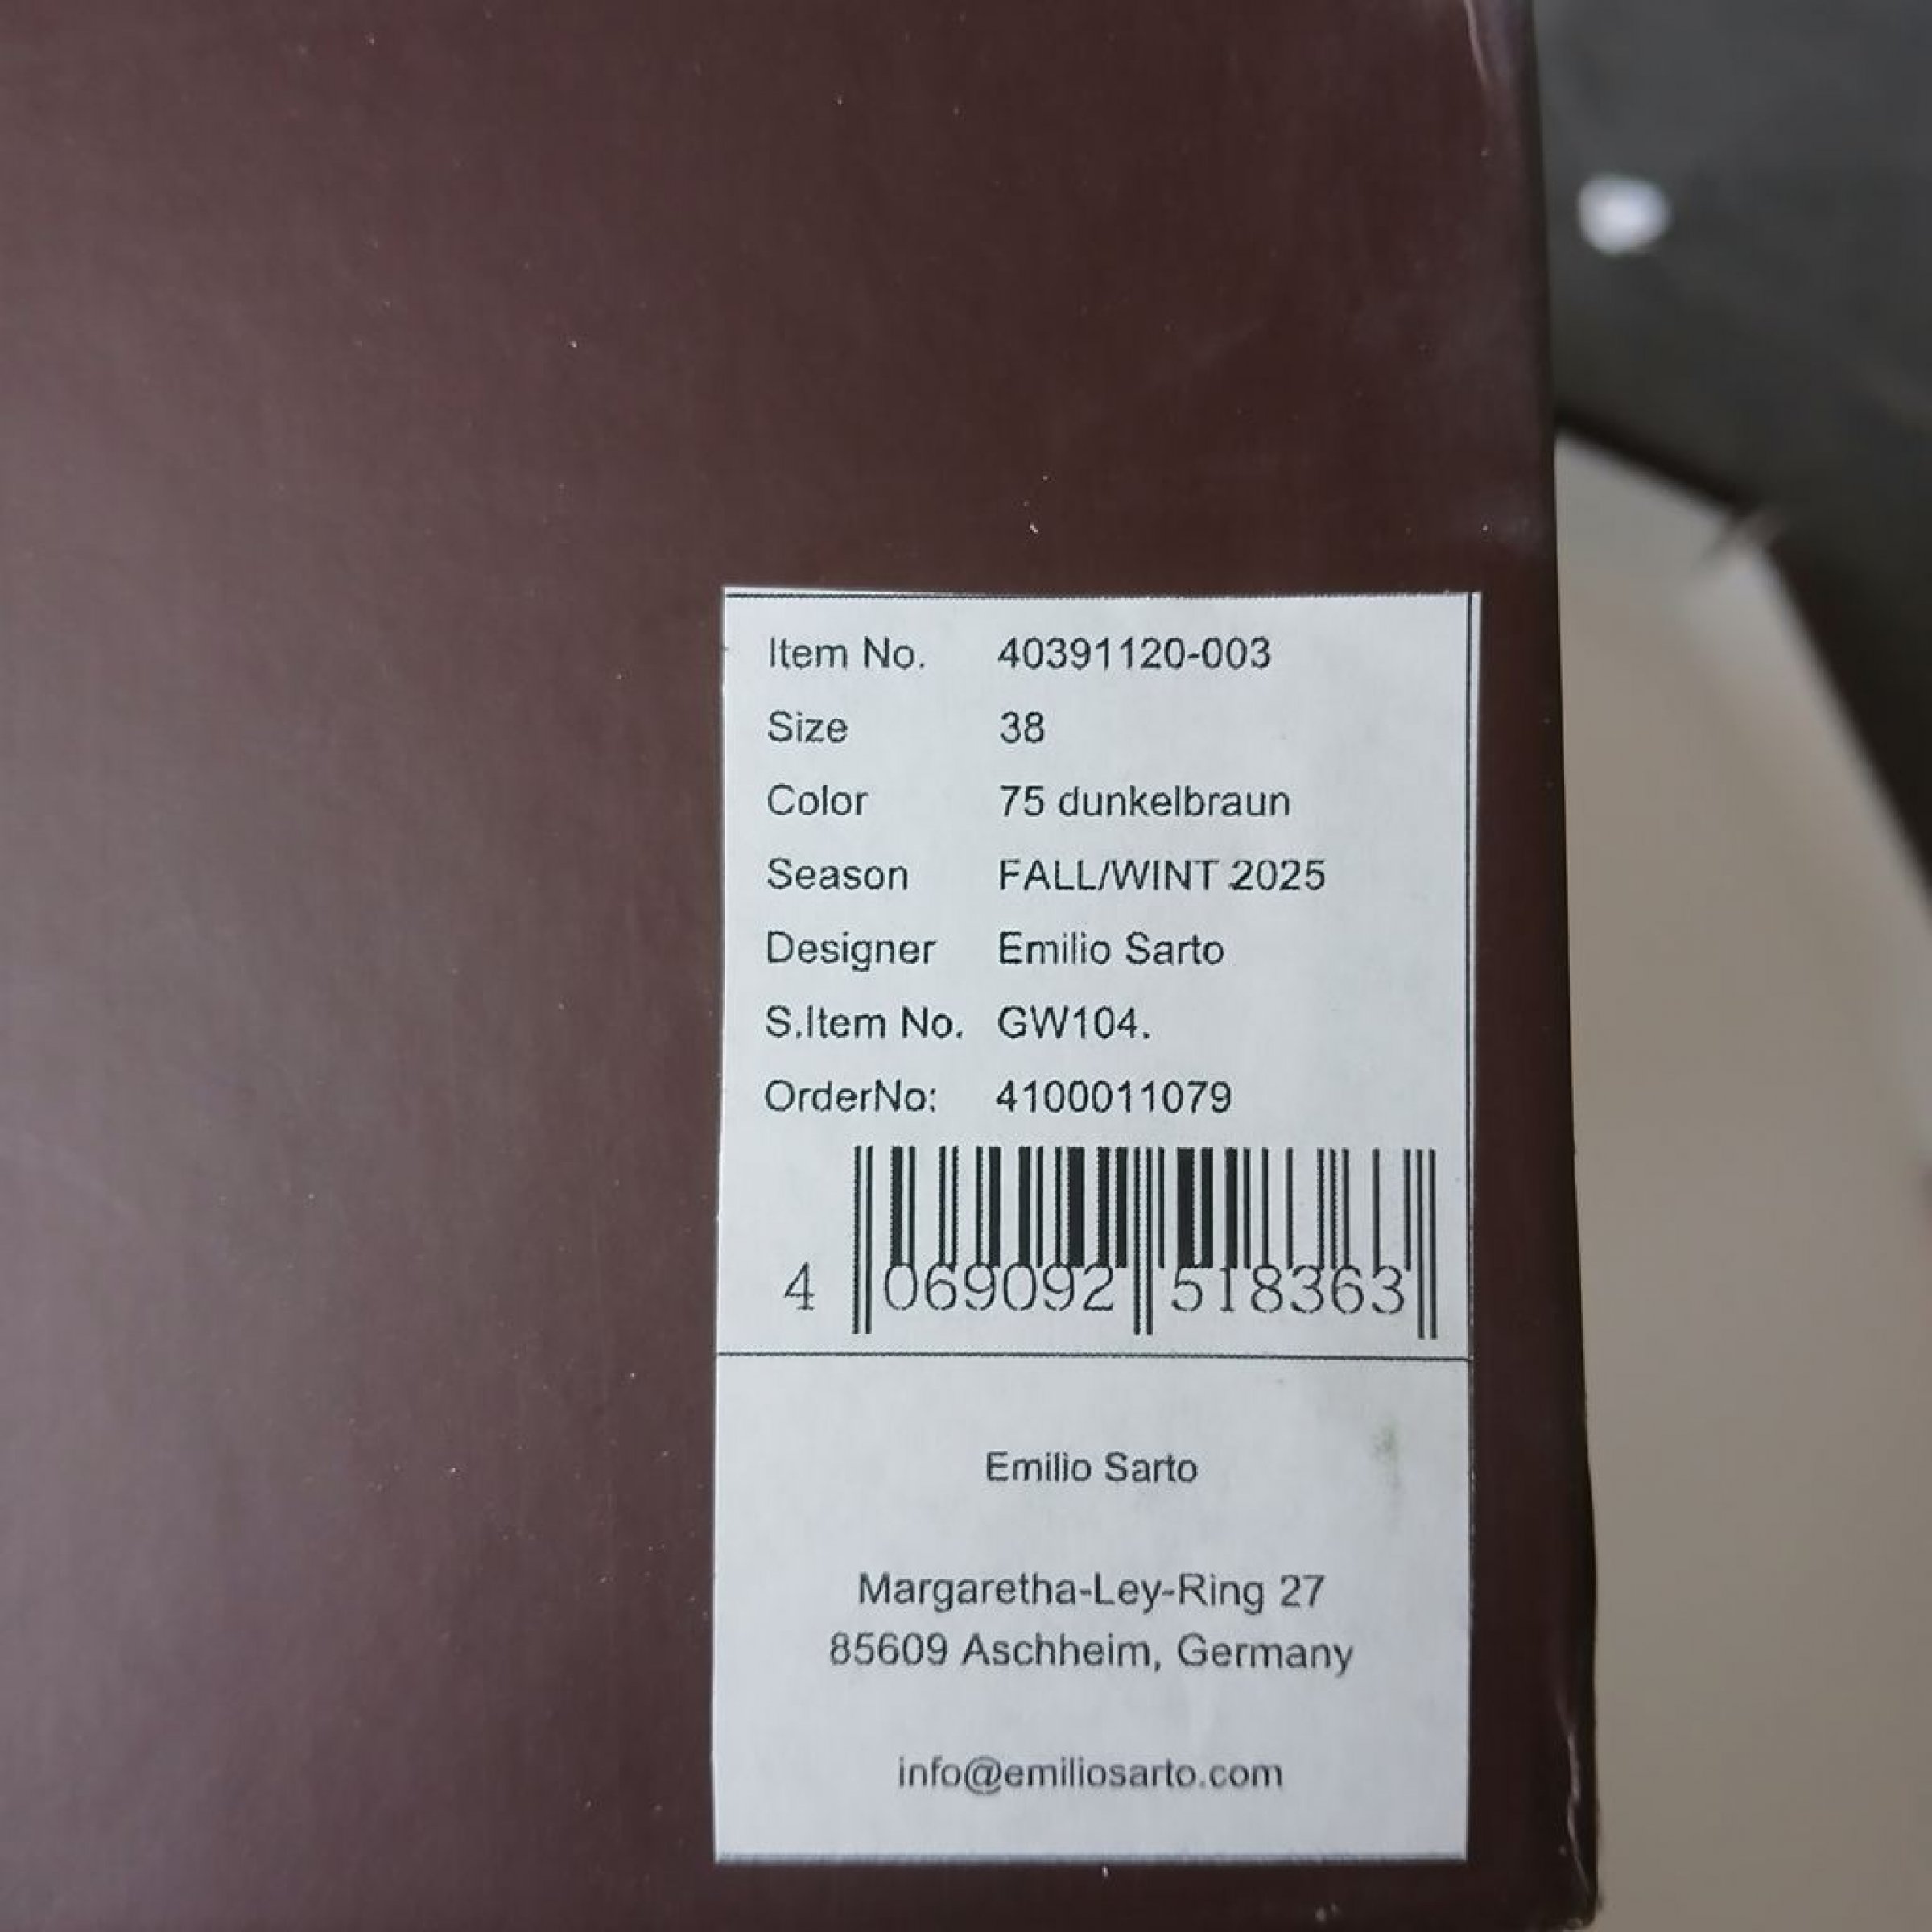 Item No. 40391120-003
Size 38
Color 75 dunkelbraun
Season FALL/WINT 2025
Designer Emilio Sarto
S.Item No. GW104.
OrderNo: 4100011079
4 069092 518363
Emilio Sarto
Margaretha-Ley-Ring 27
85609 Aschheim, Germany
info@emiliosarto.com